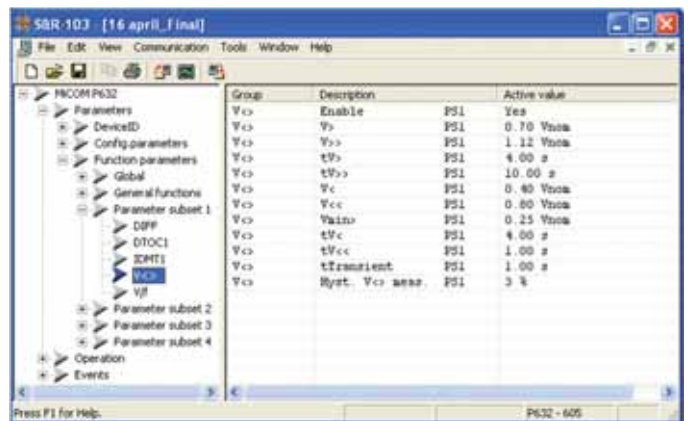 S&R-103 - [16 april_final]
File Edit View Communication Tools Window Help
MiCOM P632
Parameters
DeviceID
Config.parameters
Function parameters
Global
General functions
Parameter subset 1
DIFF
DTOC1
IDMT1
V<>
V/f
Parameter subset 2
Parameter subset 3
Parameter subset 4
Operation
Events
Group Description Active value
V<> Enable PS1 Yes
V<> V> PS1 0.70 Vnom
V<> V>> PS1 1.12 Vnom
V<> tV> PS1 4.00 s
V<> tV>> PS1 10.00 s
V<> V< PS1 0.40 Vnom
V<> V<< PS1 0.80 Vnom
V<> Vmin> PS1 0.25 Vnom
V<> tV< PS1 4.00 s
V<> tV<< PS1 1.00 s
V<> tTransient PS1 1.00 s
V<> Hyst. V<> meas. PS1 3 %
Press F1 for Help. P632 - 605